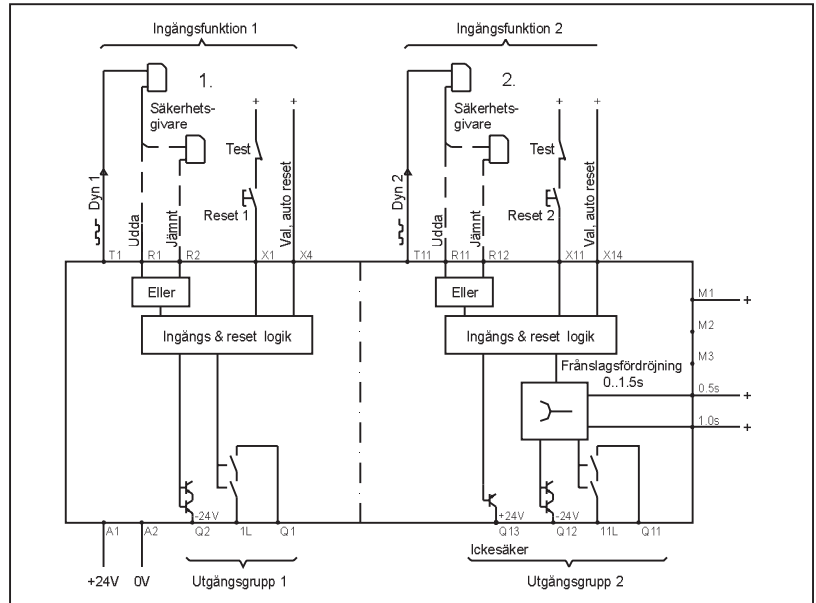 Ingångsfunktion 1
Ingångsfunktion 2
1.
2.
Säkerhets-
givare
Säkerhets-
givare
+
+
+
+
Test
Test
Dyn 1
Udda
Jämnt
Reset 1
Val, auto reset
Dyn 2
Udda
Jämnt
Reset 2
Val, auto reset
T1
R1
R2
X1
X4
T11
R11
R12
X11
X14
Eller
Eller
M1
+
Ingångs & reset logik
Ingångs & reset logik
M2
M3
Frånslagsfördröjning
0..1.5s
0.5s
+
1.0s
+
-24V
+24V
-24V
A1
A2
Q2
1L
Q1
Q13
Q12
11L
Q11
Ickesäker
+24V
0V
Utgångsgrupp 1
Utgångsgrupp 2